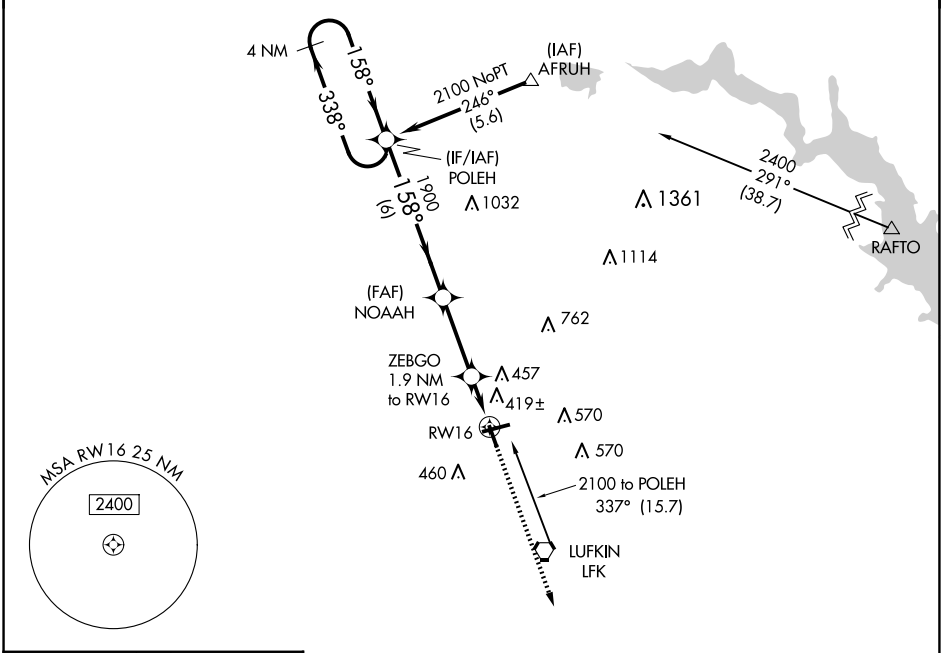 4 NM
158°
338°
(IAF)
AFRUH
2100 NoPT
246°
(5.6)
(IF/IAF)
POLEH
1900
158°
(6)
1032
1361
2400
291°
(38.7)
RAFTO
1114
(FAF)
NOAAH
762
ZEBGO
1.9 NM
to RW16
457
419±
RW16
570
570
460
2100 to POLEH
337° (15.7)
LUFKIN
LFK
MSA RW16 25 NM
2400